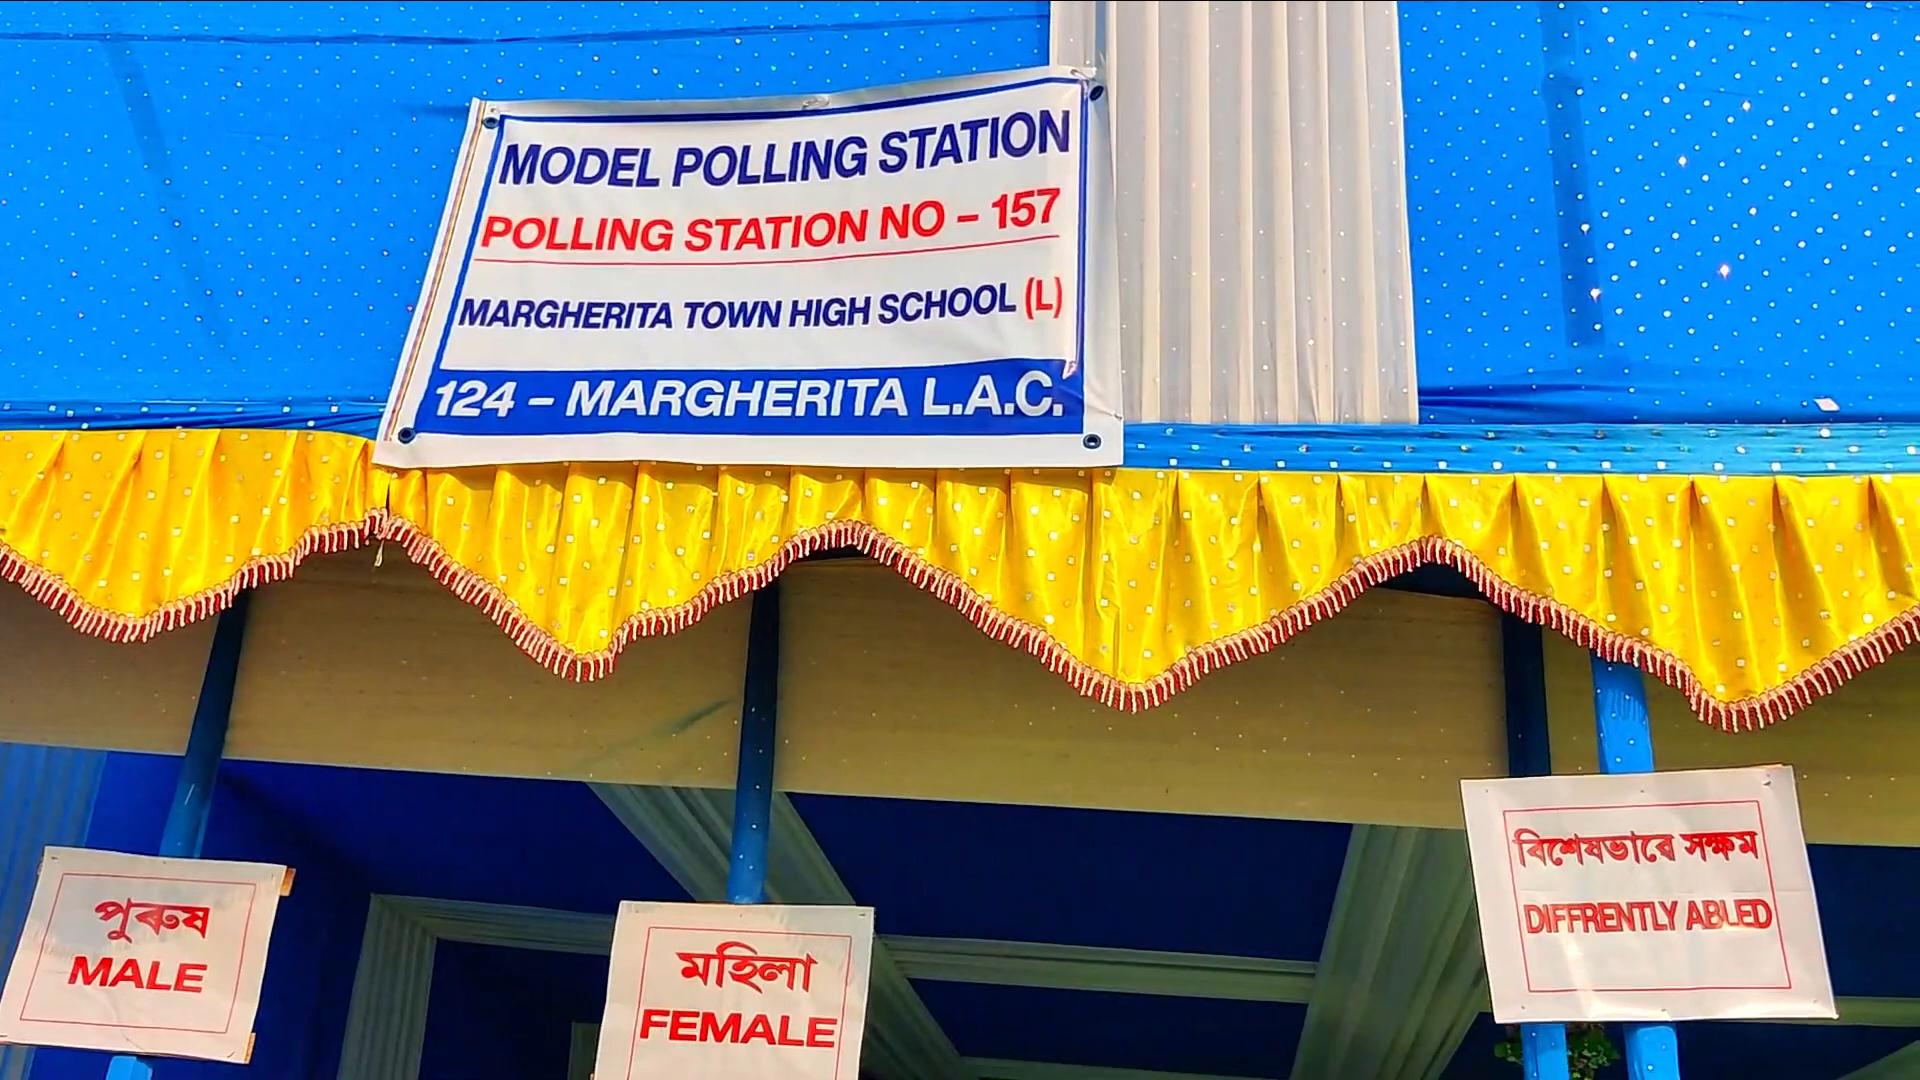 MODEL POLLING STATION
POLLING STATION NO – 157
MARGHERITA TOWN HIGH SCHOOL (L)
124 – MARGHERITA L.A.C.
পুৰুষ
MALE
মহিলা
FEMALE
বিশেষভাৱে সক্ষম
DIFFRENTLY ABLED